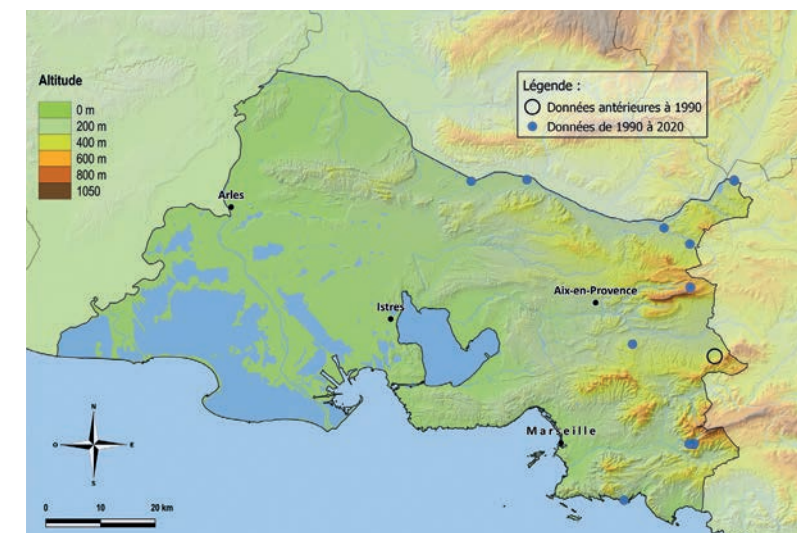 Altitude
0 m
200 m
400 m
600 m
800 m
1050
Légende :
Données antérieures à 1990
Données de 1990 à 2020
Arles
Istres
Aix-en-Provence
Marseille
N
O
E
S
0 10 20 km